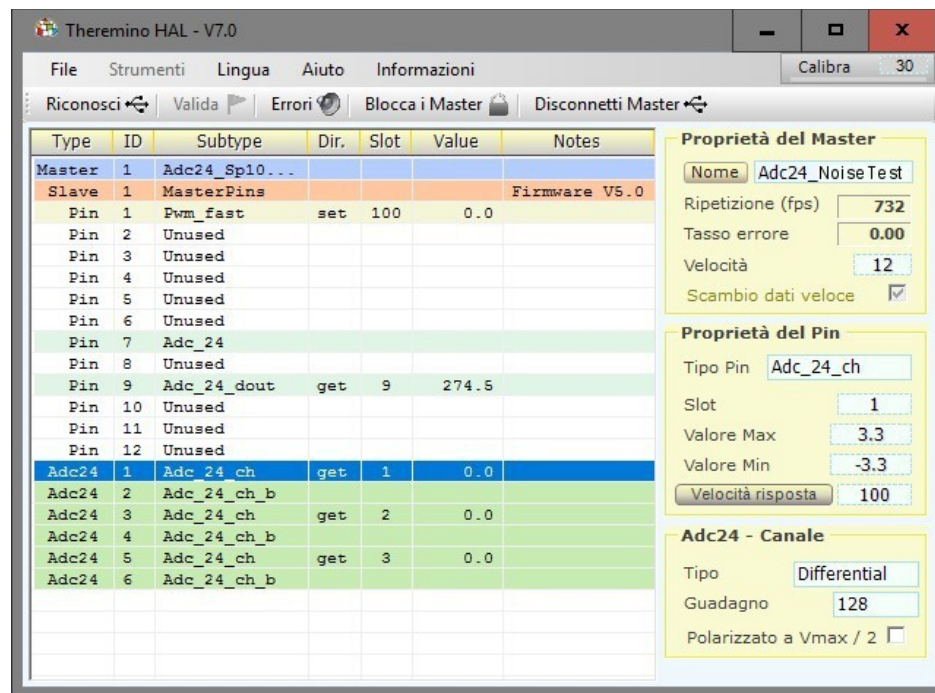 Theremino HAL - V7.0
File Strumenti Lingua Aiuto Informazioni Calibra 30
Riconosci Valida Errori Blocca i Master Disconnetti Master
Type ID Subtype Dir. Slot Value Notes
Master 1 Adc24_Sp10...
Slave 1 MasterPins Firmware V5.0
Pin 1 Pwm_fast set 100 0.0
Pin 2 Unused
Pin 3 Unused
Pin 4 Unused
Pin 5 Unused
Pin 6 Unused
Pin 7 Adc_24
Pin 8 Unused
Pin 9 Adc_24_dout get 9 274.5
Pin 10 Unused
Pin 11 Unused
Pin 12 Unused
Adc24 1 Adc_24_ch get 1 0.0
Adc24 2 Adc_24_ch_b
Adc24 3 Adc_24_ch get 2 0.0
Adc24 4 Adc_24_ch_b
Adc24 5 Adc_24_ch get 3 0.0
Adc24 6 Adc_24_ch_b
Proprietà del Master
Nome Adc24_NoiseTest
Ripetizione (fps) 732
Tasso errore 0.00
Velocità 12
Scambio dati veloce
Proprietà del Pin
Tipo Pin Adc_24_ch
Slot 1
Valore Max 3.3
Valore Min -3.3
Velocità risposta 100
Adc24 - Canale
Tipo Differential
Guadagno 128
Polarizzato a Vmax / 2